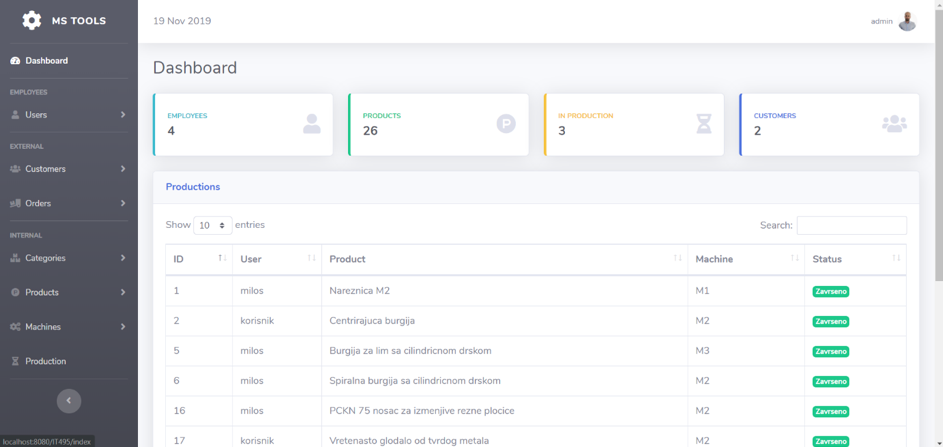 MS TOOLS
19 Nov 2019
admin
Dashboard
Dashboard
EMPLOYEES
Users
EXTERNAL
Customers
Orders
INTERNAL
Categories
Products
Machines
Production
localhost:8080/IT495/index
EMPLOYEES
4
PRODUCTS
26
IN PRODUCTION
3
CUSTOMERS
2
Productions
Show 10 entries
Search:
ID User Product Machine Status
1 milos Nareznica M2 M1 Zavrseno
2 korisnik Centrirajuca burgija M2 Zavrseno
5 milos Burgija za lim sa cilindricnom drskom M3 Zavrseno
6 milos Spiralna burgija sa cilindricnom drskom M2 Zavrseno
16 milos PCKN 75 nosac za izmenjive rezne plocice M2 Zavrseno
17 korisnik Vretenasto glodalo od tvrdog metala M2 Zavrseno